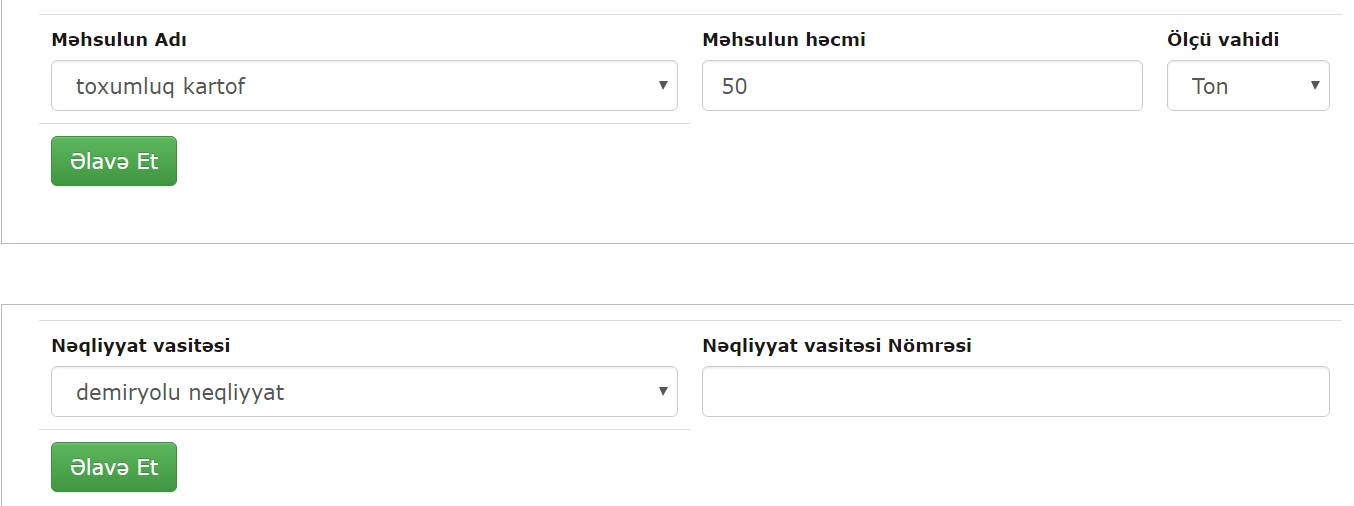 Məhsulun Adı Məhsulun həcmi Ölçü vahidi
toxumluq kartof 50 Ton
Əlavə Et
Nəqliyyat vasitəsi Nəqliyyat vasitəsi Nömrəsi
demiryolu neqliyyat
Əlavə Et